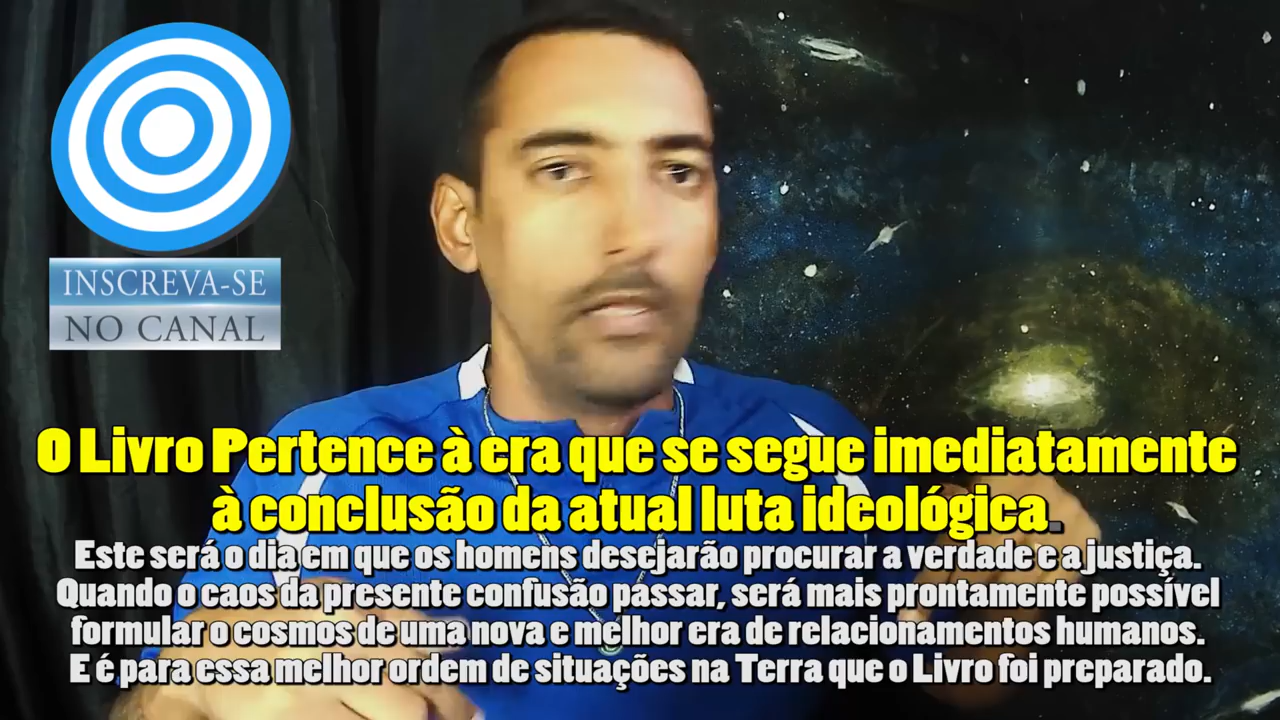 INSCREVA-SE
NO CANAL
O Livro Pertence à era que se segue imediatamente
à conclusão da atual luta ideológica.
Este será o dia em que os homens desejarão procurar a verdade e a justiça.
Quando o caos da presente confusão passar, será mais prontamente possível
formular o cosmos de uma nova e melhor era de relacionamentos humanos.
E é para essa melhor ordem de situações na Terra que o Livro foi preparado.